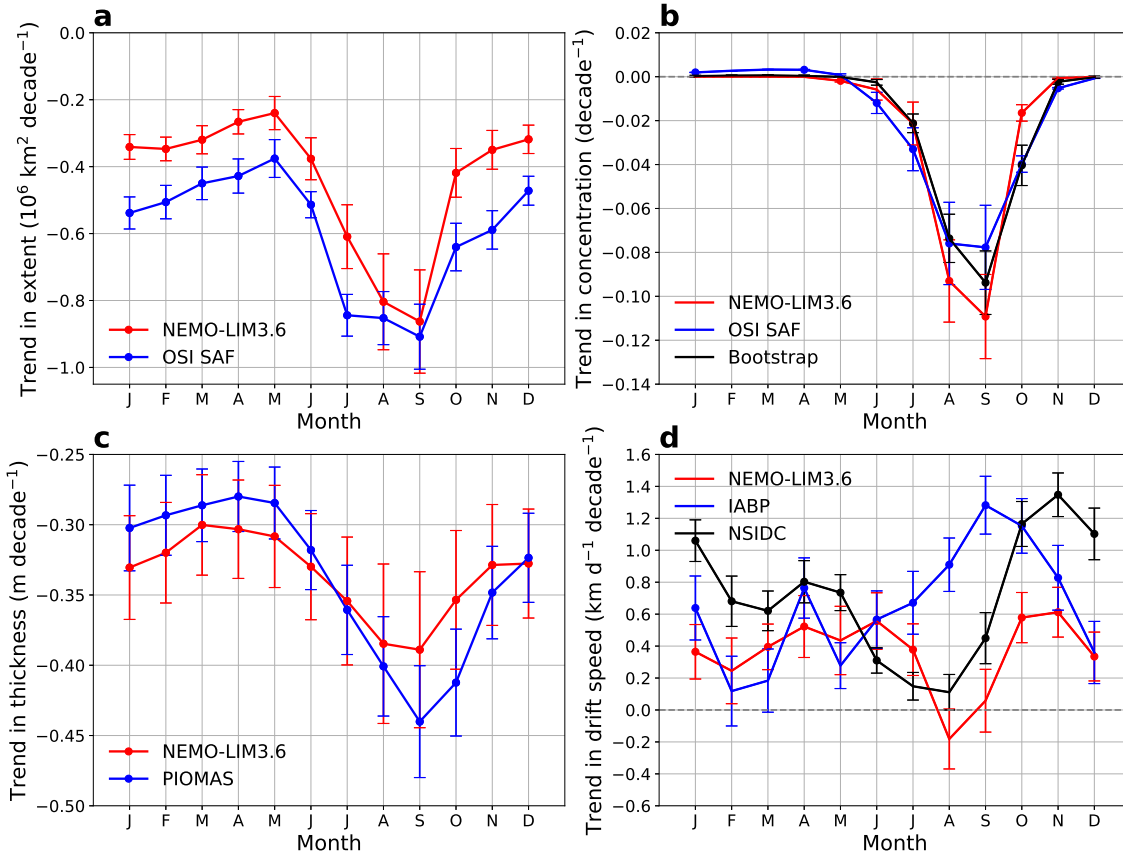 a
0.0
−0.2
−0.4
−0.6
−0.8
−1.0
Trend in extent (10⁶ km² decade⁻¹)
NEMO-LIM3.6
OSI SAF
J F M A M J J A S O N D
Month
b
0.02
0.00
−0.02
−0.04
−0.06
−0.08
−0.10
−0.12
−0.14
Trend in concentration (decade⁻¹)
NEMO-LIM3.6
OSI SAF
Bootstrap
J F M A M J J A S O N D
Month
c
−0.25
−0.30
−0.35
−0.40
−0.45
−0.50
Trend in thickness (m decade⁻¹)
NEMO-LIM3.6
PIOMAS
J F M A M J J A S O N D
Month
d
1.6
1.4
1.2
1.0
0.8
0.6
0.4
0.2
0.0
−0.2
−0.4
−0.6
Trend in drift speed (km d⁻¹ decade⁻¹)
NEMO-LIM3.6
IABP
NSIDC
J F M A M J J A S O N D
Month